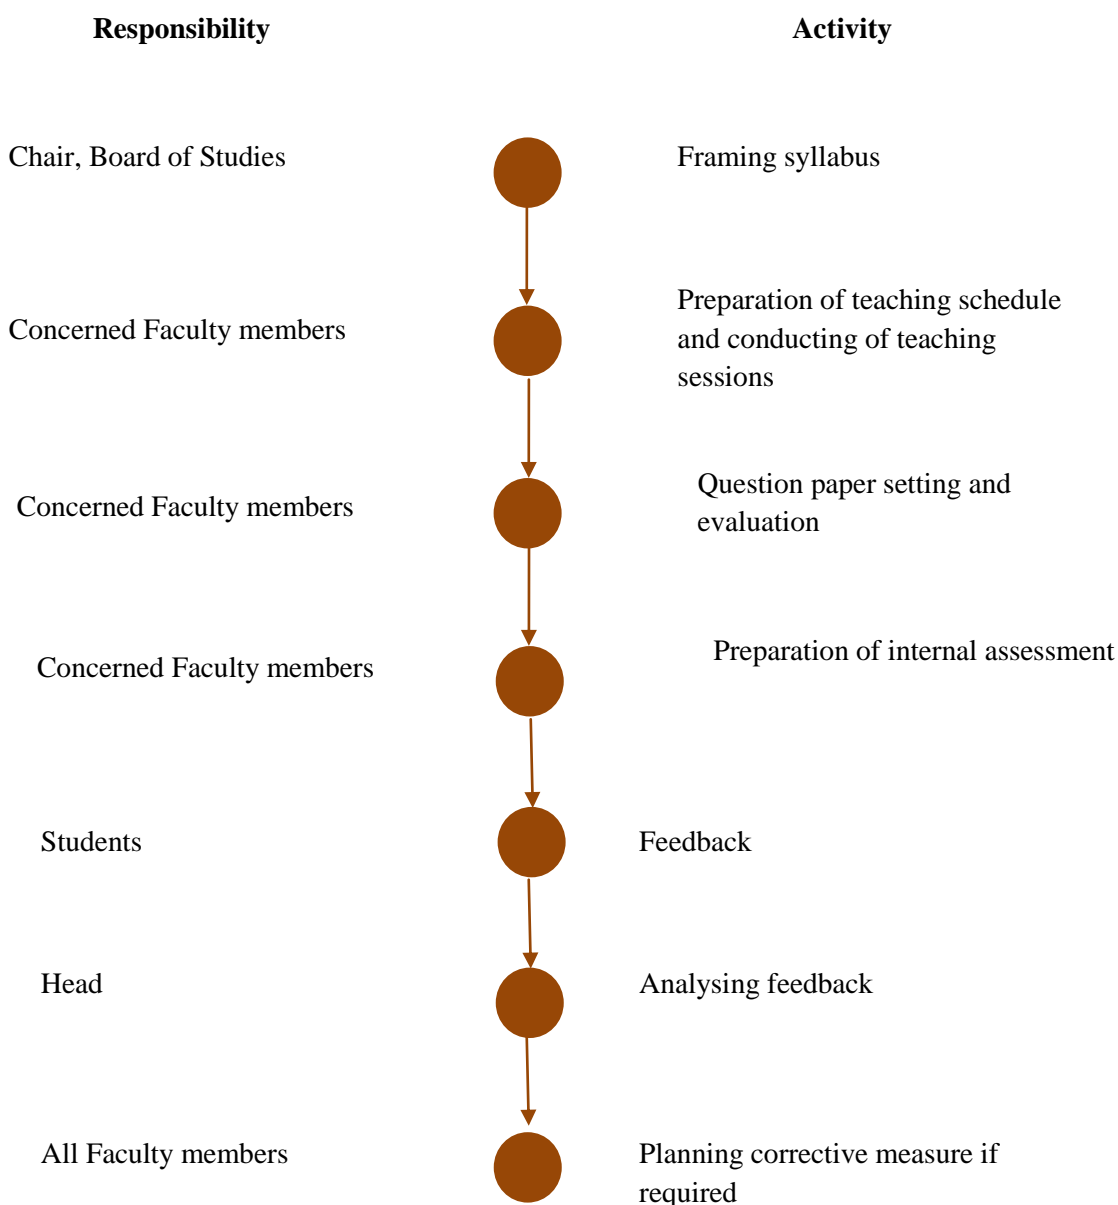 Responsibility
Activity
Chair, Board of Studies
Framing syllabus
Concerned Faculty members
Preparation of teaching schedule
and conducting of teaching
sessions
Concerned Faculty members
Question paper setting and
evaluation
Concerned Faculty members
Preparation of internal assessment
Students
Feedback
Head
Analysing feedback
All Faculty members
Planning corrective measure if
required